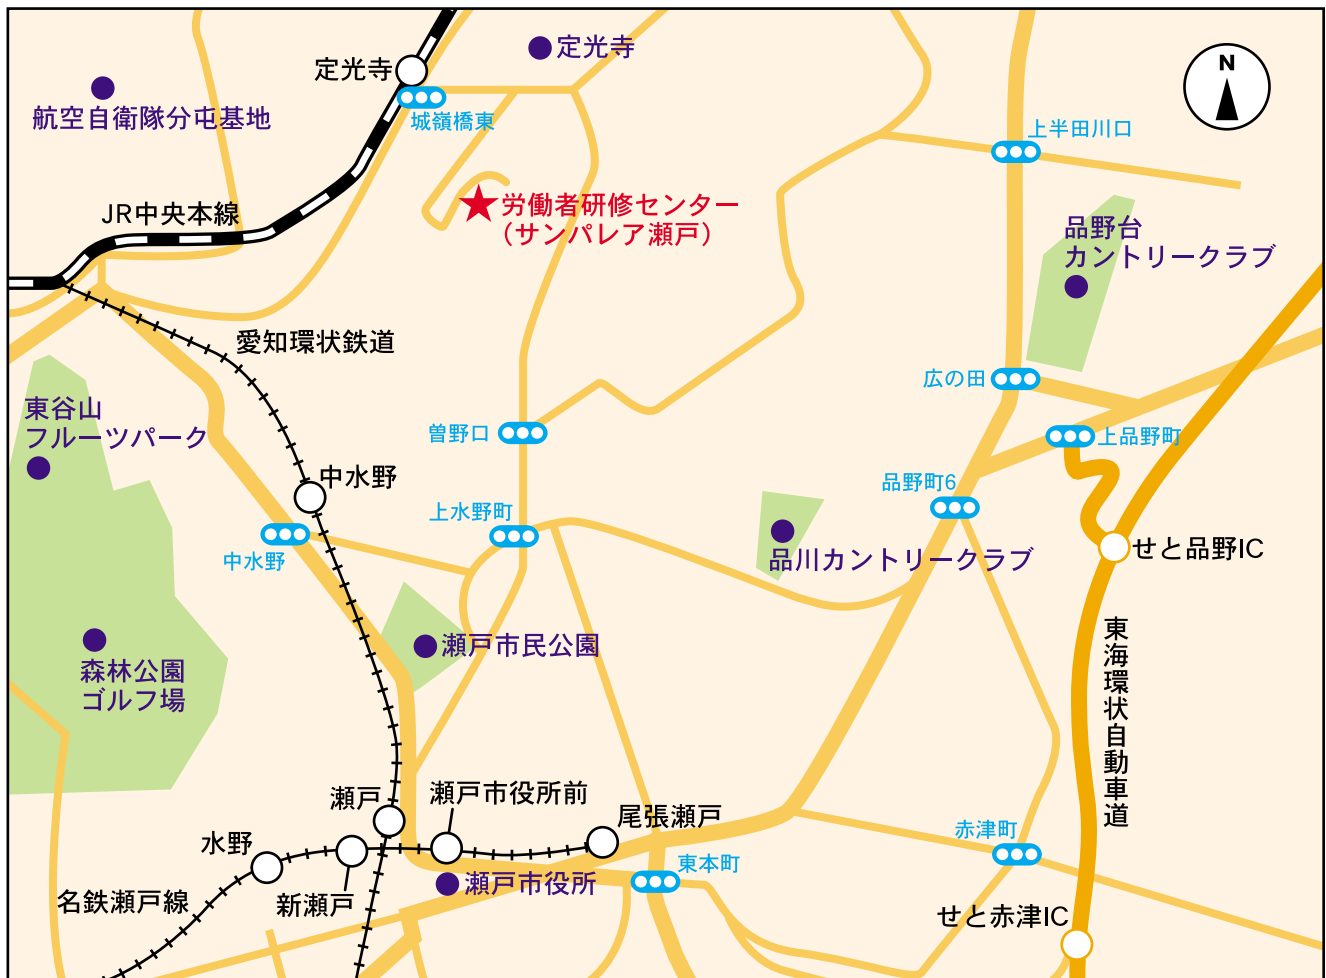 定光寺
定光寺
N
航空自衛隊分屯基地
城嶺橋東
上半田川口
JR中央本線
労働者研修センター
（サンパレア瀬戸）
品野台
カントリークラブ
愛知環状鉄道
広の田
東谷山
フルーツパーク
曽野口
上品野町
中水野
品野町6
上水野町
中水野
品川カントリークラブ
せと品野IC
瀬戸市民公園
東海環状自動車道
森林公園
ゴルフ場
瀬戸
瀬戸市役所前
尾張瀬戸
水野
赤津町
東本町
瀬戸市役所
名鉄瀬戸線
新瀬戸
せと赤津IC